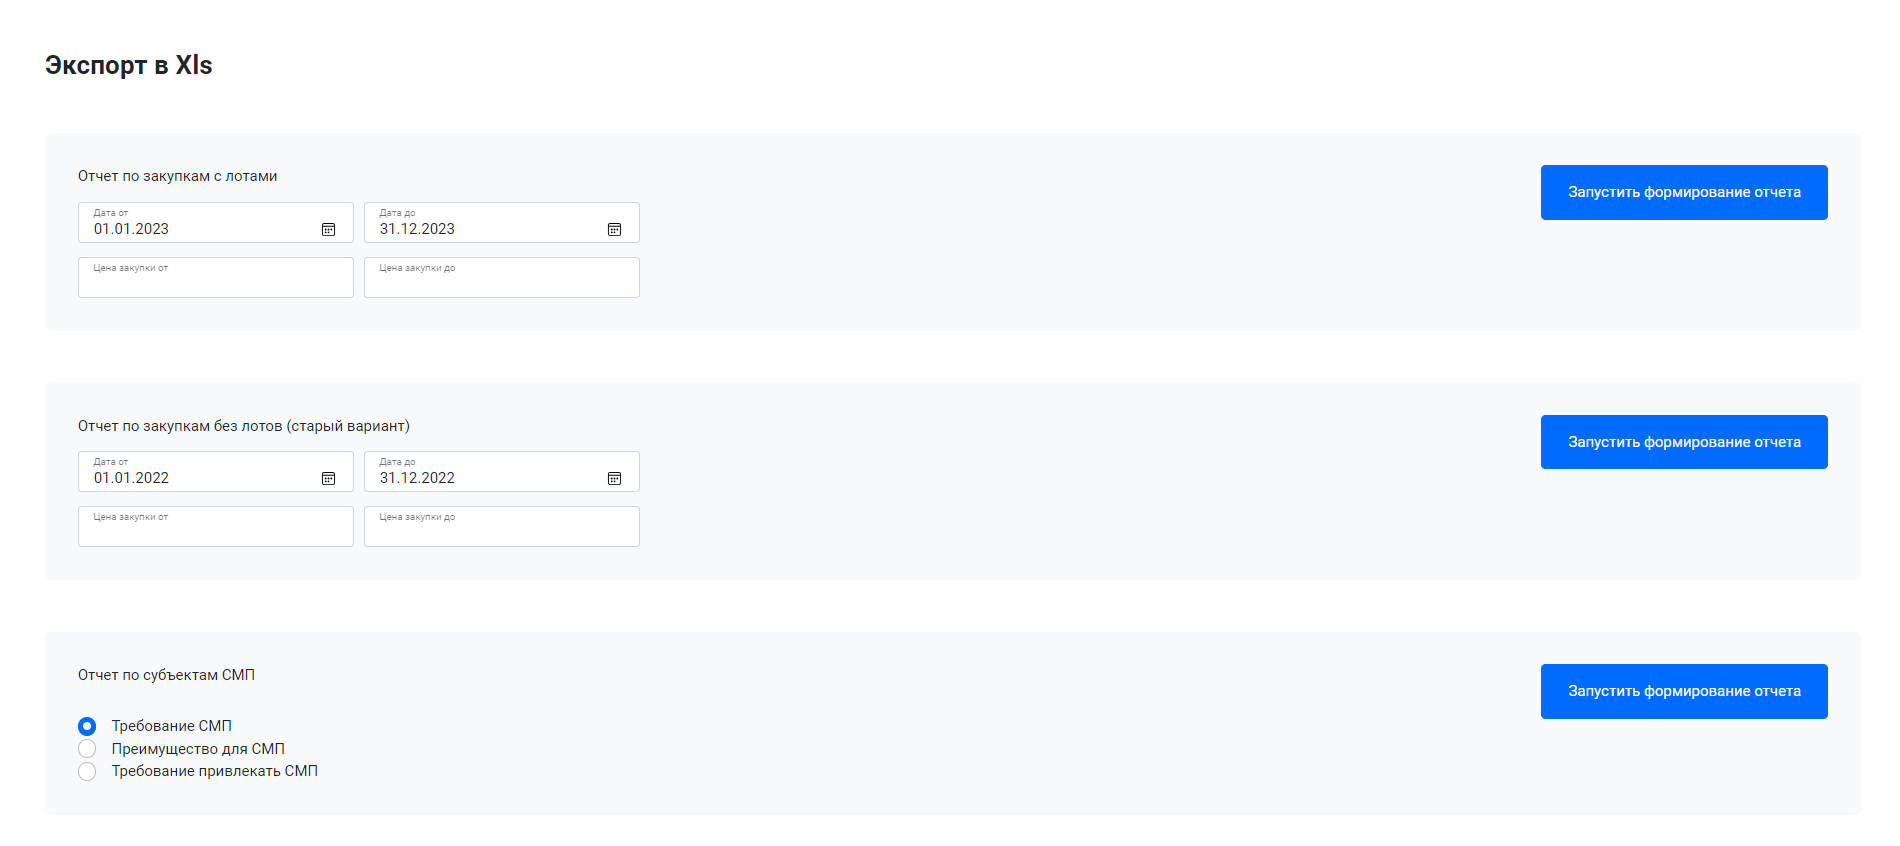 Экспорт в Xls
Отчет по закупкам с лотами
Запустить формирование отчета
Дата от
01.01.2023
Дата до
31.12.2023
Цена закупки от
Цена закупки до
Отчет по закупкам без лотов (старый вариант)
Запустить формирование отчета
Дата от
01.01.2022
Дата до
31.12.2022
Цена закупки от
Цена закупки до
Отчет по субъектам СМП
Запустить формирование отчета
Требование СМП
Преимущество для СМП
Требование привлекать СМП